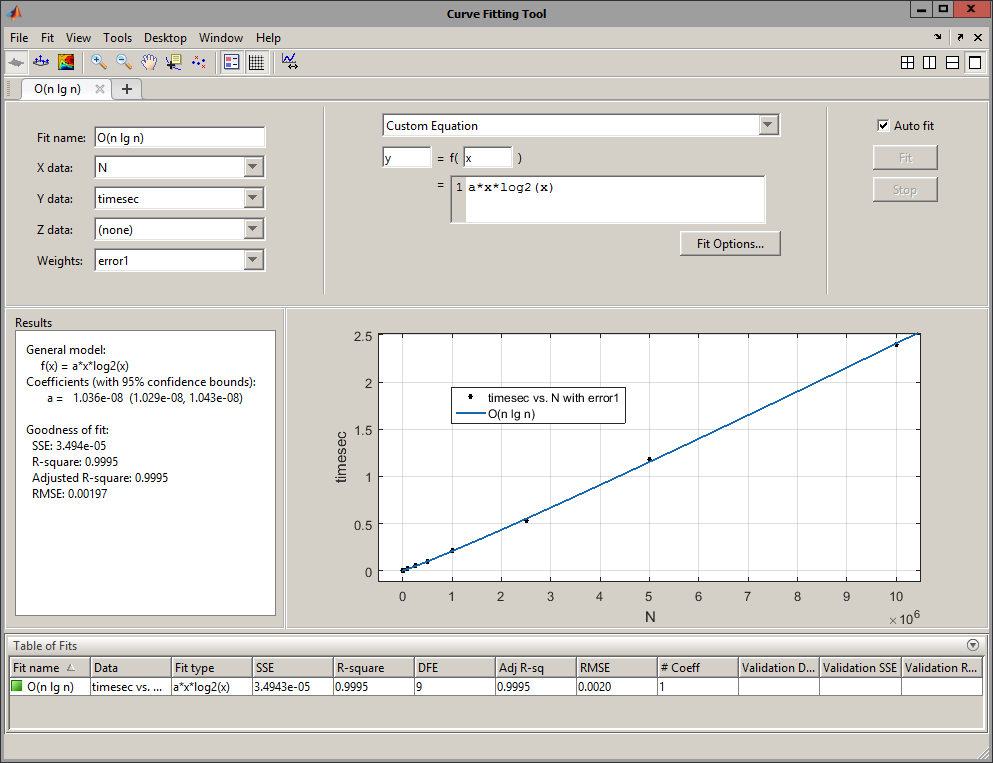 Curve Fitting Tool
File Fit View Tools Desktop Window Help
O(n lg n)
Fit name: O(n lg n)
X data: N
Y data: timesec
Z data: (none)
Weights: error1
Custom Equation
y = f( x )
= 1 a*x*log2(x)
Fit Options...
Auto fit
Fit
Stop
Results
General model:
f(x) = a*x*log2(x)
Coefficients (with 95% confidence bounds):
a = 1.036e-08 (1.029e-08, 1.043e-08)
Goodness of fit:
SSE: 3.494e-05
R-square: 0.9995
Adjusted R-square: 0.9995
RMSE: 0.00197
2.5
2
1.5
1
0.5
0
timesec
timesec vs. N with error1
O(n lg n)
0 1 2 3 4 5 6 7 8 9 10
N
×10⁶
Table of Fits
Fit name Data Fit type SSE R-square DFE Adj R-sq RMSE # Coeff Validation D... Validation SSE Validation R...
O(n lg n) timesec vs. ... a*x*log2(x) 3.4943e-05 0.9995 9 0.9995 0.0020 1